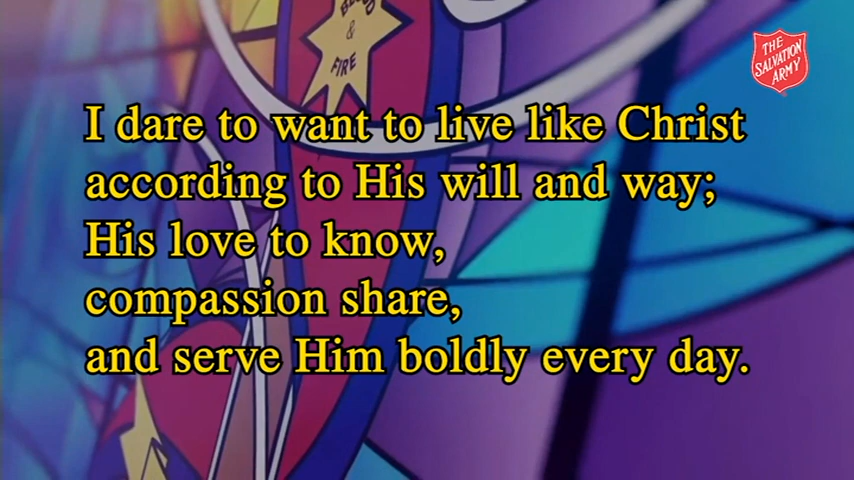 BLOOD
&
FIRE
THE
SALVATION
ARMY
I dare to want to live like Christ
according to His will and way;
His love to know,
compassion share,
and serve Him boldly every day.